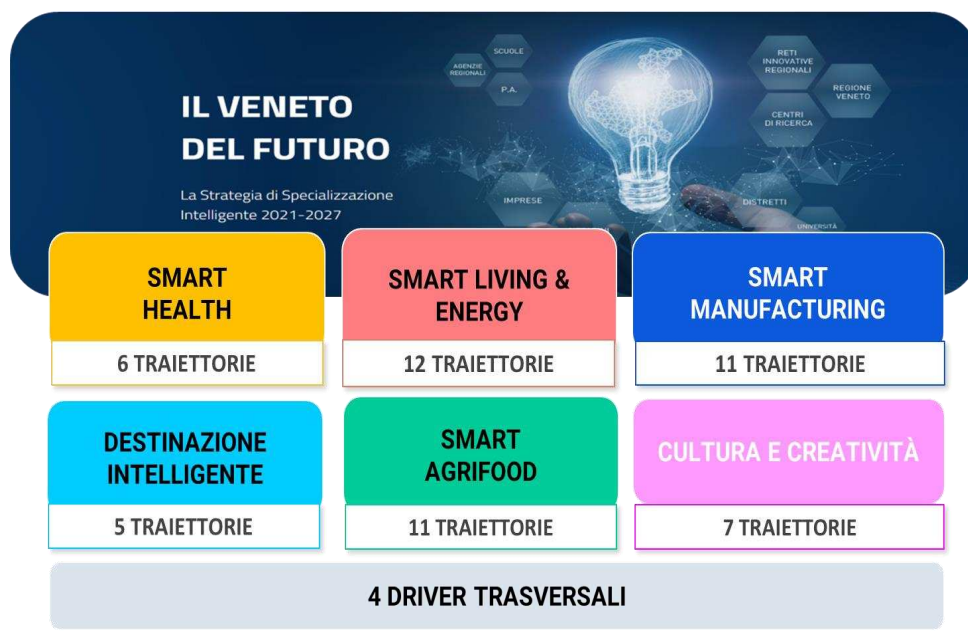 SCUOLE
AGENZIE
REGIONALI
P.A.
RETI
INNOVATIVE
REGIONALI
REGIONE
VENETO
CENTRI
DI RICERCA
IL VENETO
DEL FUTURO
La Strategia di Specializzazione
Intelligente 2021-2027
IMPRESE
DISTRETTI
UNIVERSITÀ
SMART
HEALTH
6 TRAIETTORIE
SMART LIVING &
ENERGY
12 TRAIETTORIE
SMART
MANUFACTURING
11 TRAIETTORIE
DESTINAZIONE
INTELLIGENTE
5 TRAIETTORIE
SMART
AGRIFOOD
11 TRAIETTORIE
CULTURA E CREATIVITÀ
7 TRAIETTORIE
4 DRIVER TRASVERSALI